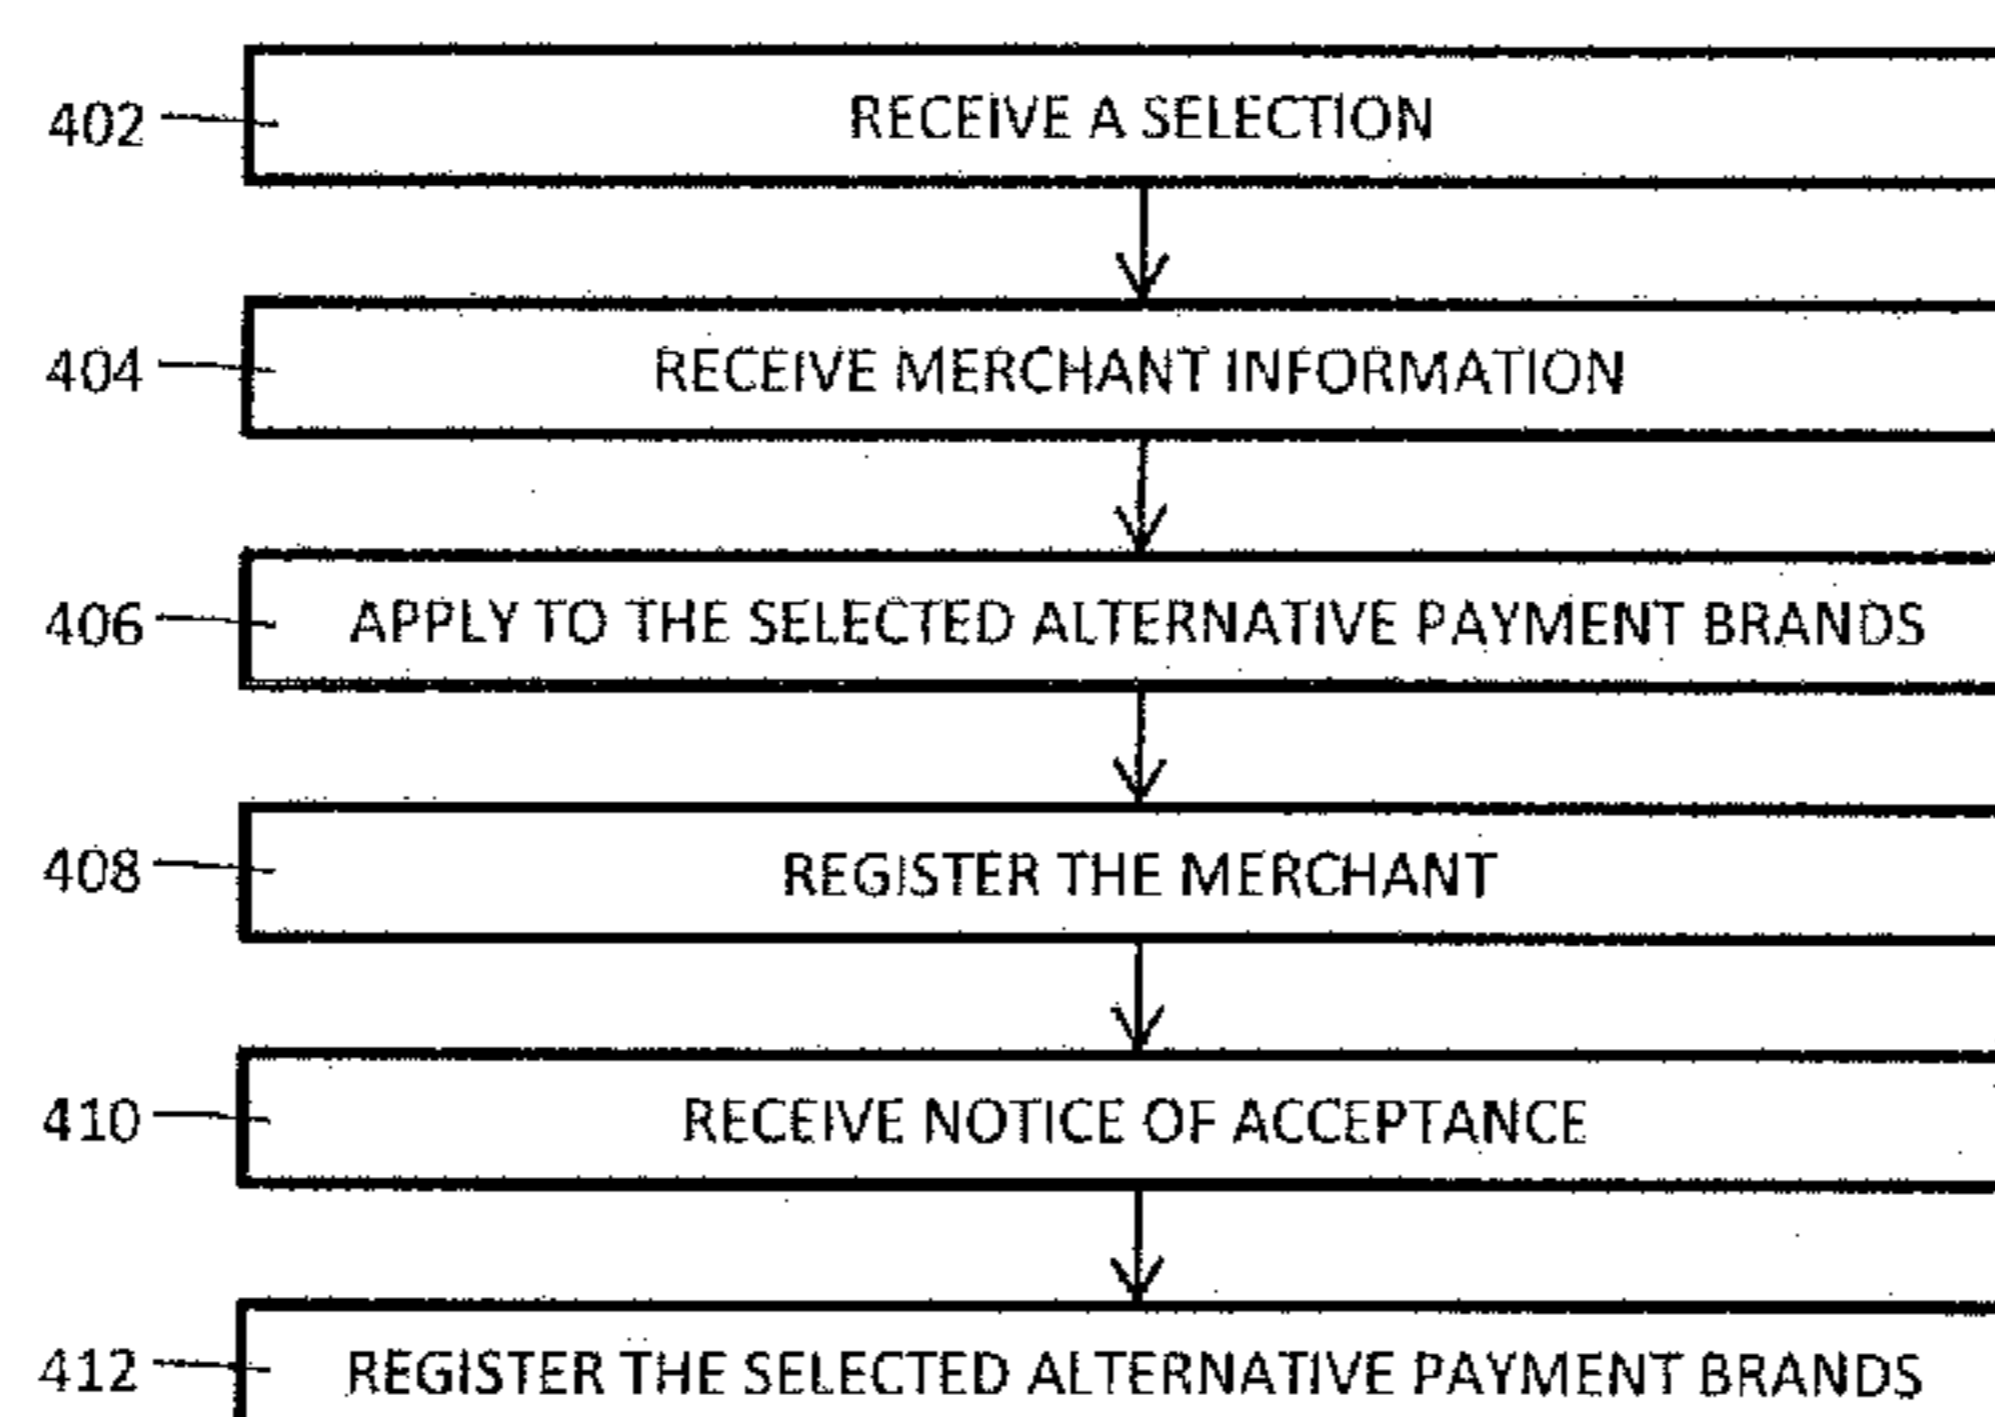 402 RECEIVE A SELECTION
404 RECEIVE MERCHANT INFORMATION
406 APPLY TO THE SELECTED ALTERNATIVE PAYMENT BRANDS
408 REGISTER THE MERCHANT
410 RECEIVE NOTICE OF ACCEPTANCE
412 REGISTER THE SELECTED ALTERNATIVE PAYMENT BRANDS